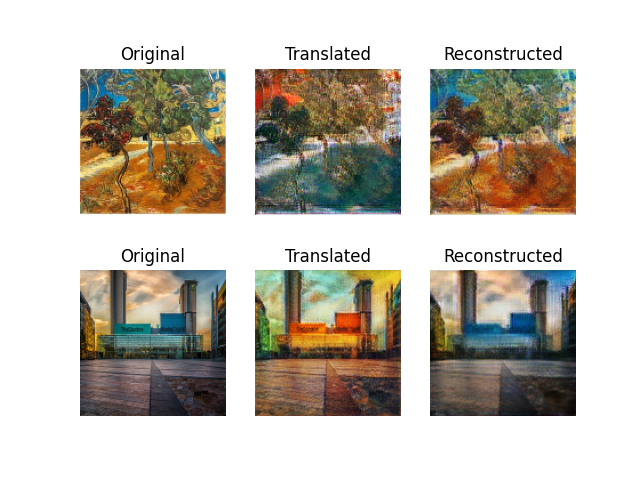 Original
Translated
Reconstructed
Original
Translated
Reconstructed